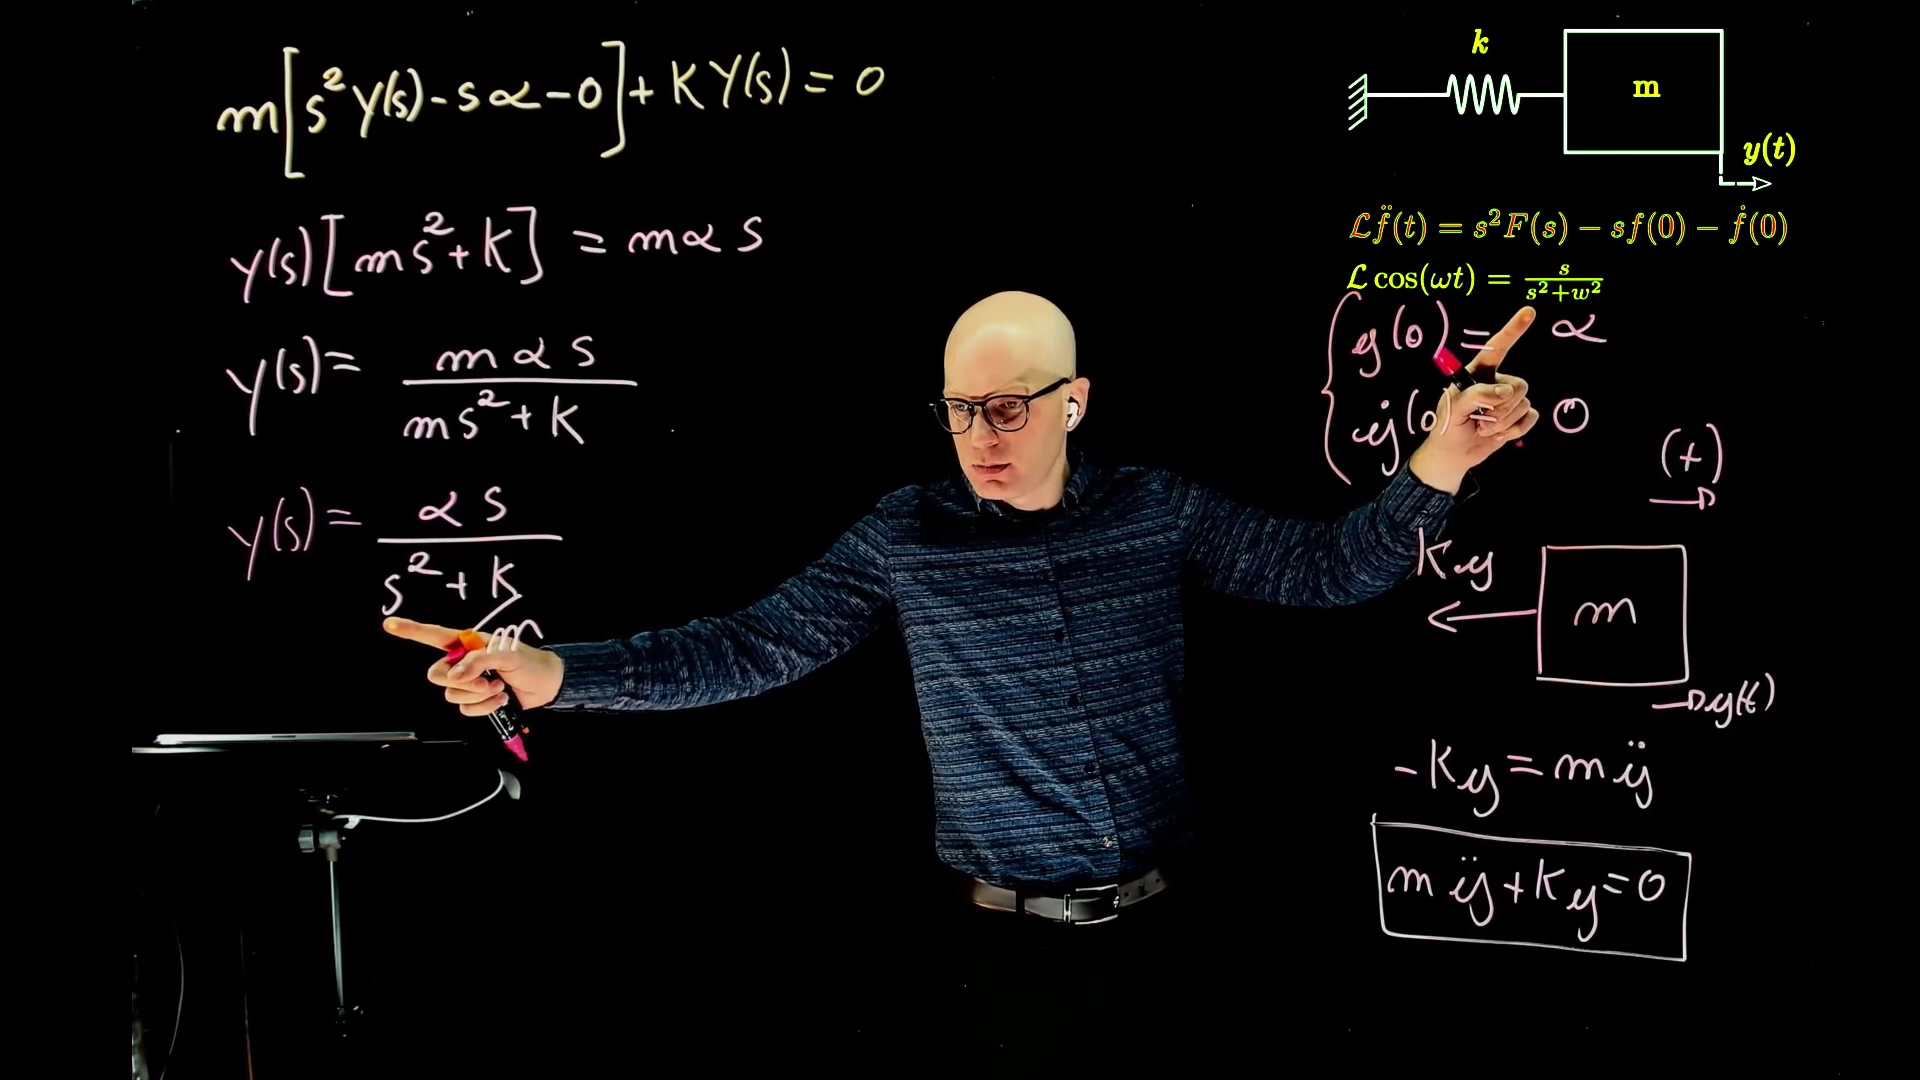 m[s²Y(s)-sα-0]+KY(s)=0
Y(s)[ms²+K]=mαs
Y(s)= mαs / ms²+K
Y(s)= αs / s²+K/m
k
m
y(t)
ℒf̈(t) = s²F(s) − sf(0) − ḟ(0)
ℒcos(ωt) = s / s²+w²
y(0)= α
ẏ(0)= 0
(+)
Ky
m
y(t)
-Ky=mÿ
mÿ+Ky=0